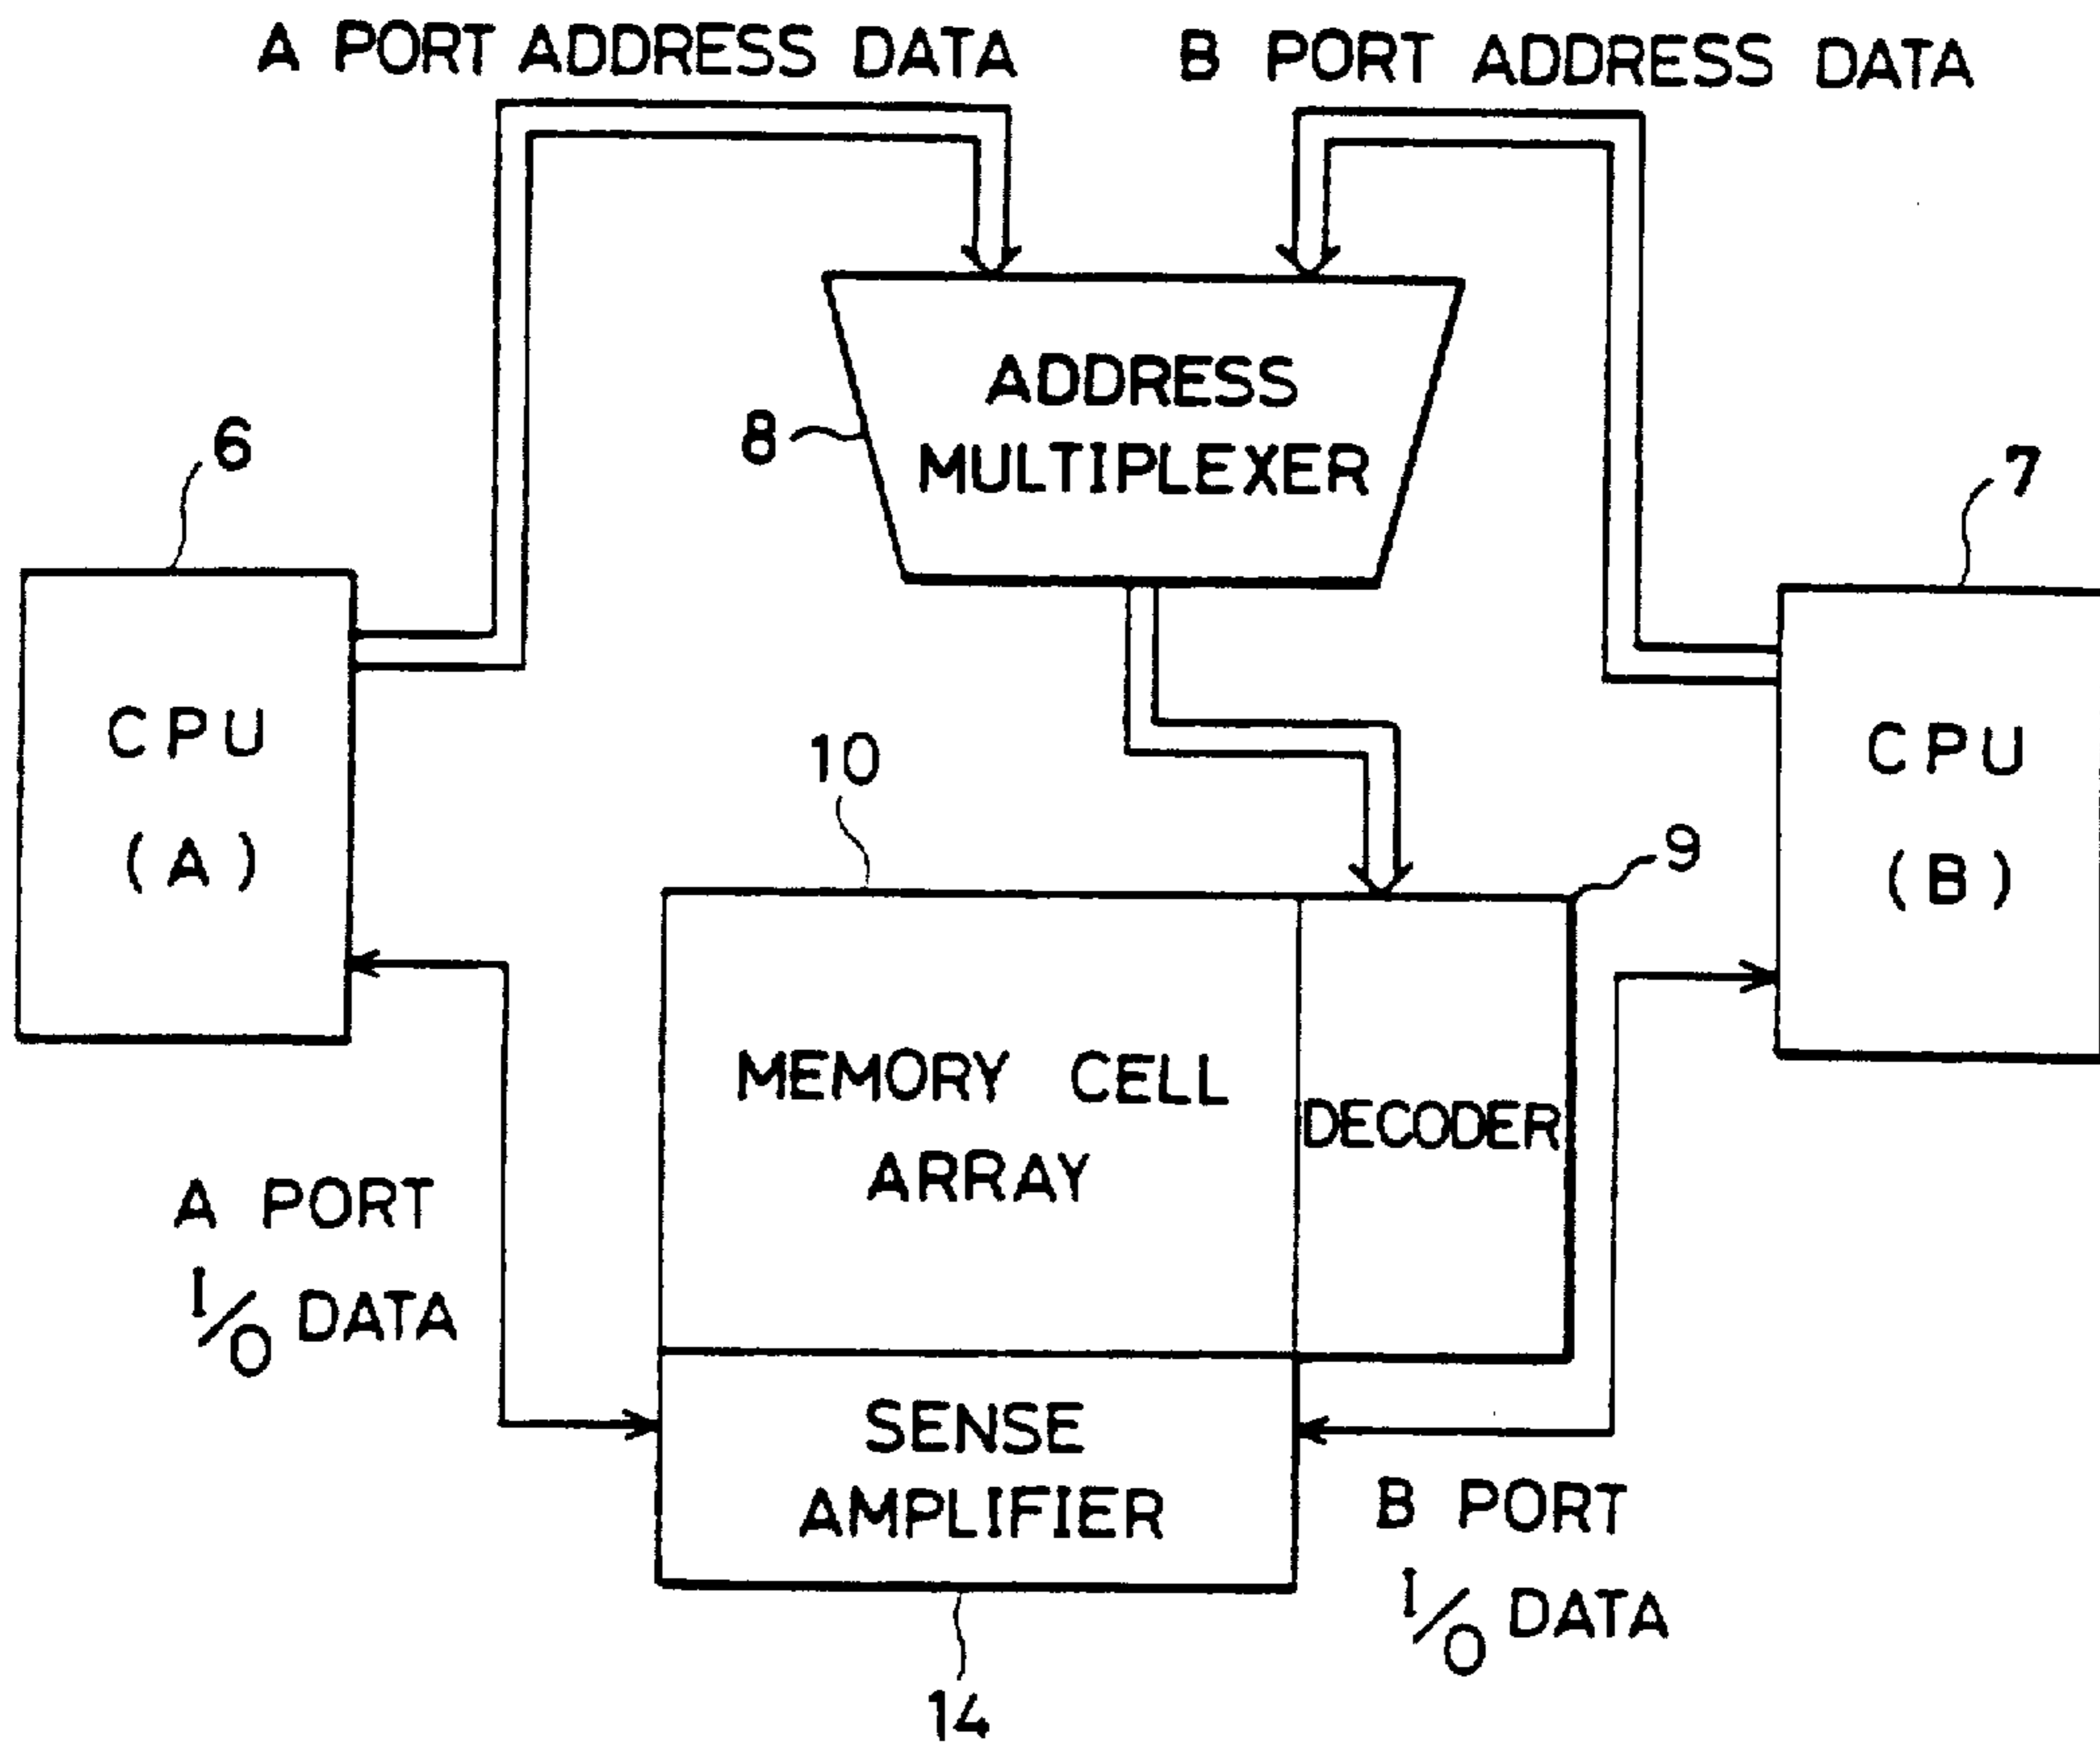 A PORT ADDRESS DATA
B PORT ADDRESS DATA
ADDRESS
MULTIPLEXER
8
6
7
CPU
(A)
CPU
(B)
10
9
MEMORY CELL
ARRAY
DECODER
A PORT
I/O DATA
SENSE
AMPLIFIER
B PORT
I/O DATA
14